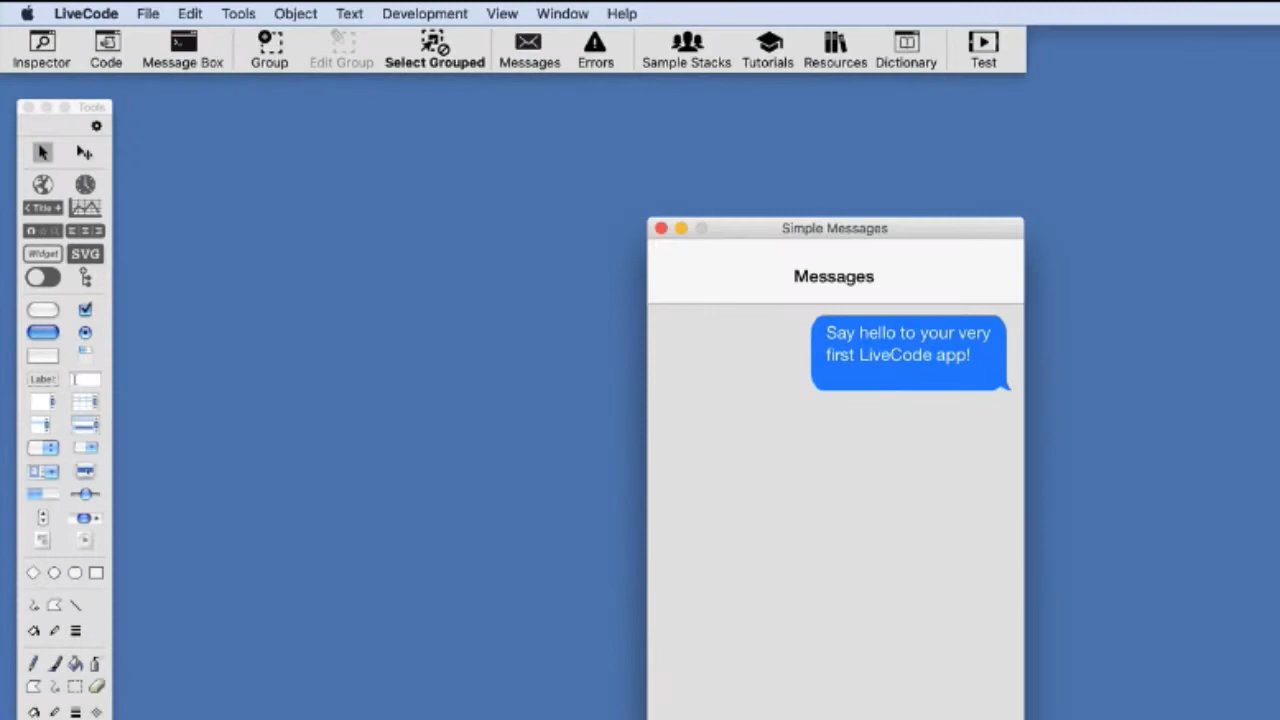 LiveCode File Edit Tools Object Text Development View Window Help
Inspector Code Message Box Group Edit Group Select Grouped Messages Errors Sample Stacks Tutorials Resources Dictionary Test
Tools
Title
Widget SVG
Label
Simple Messages
Messages
Say hello to your very
first LiveCode app!